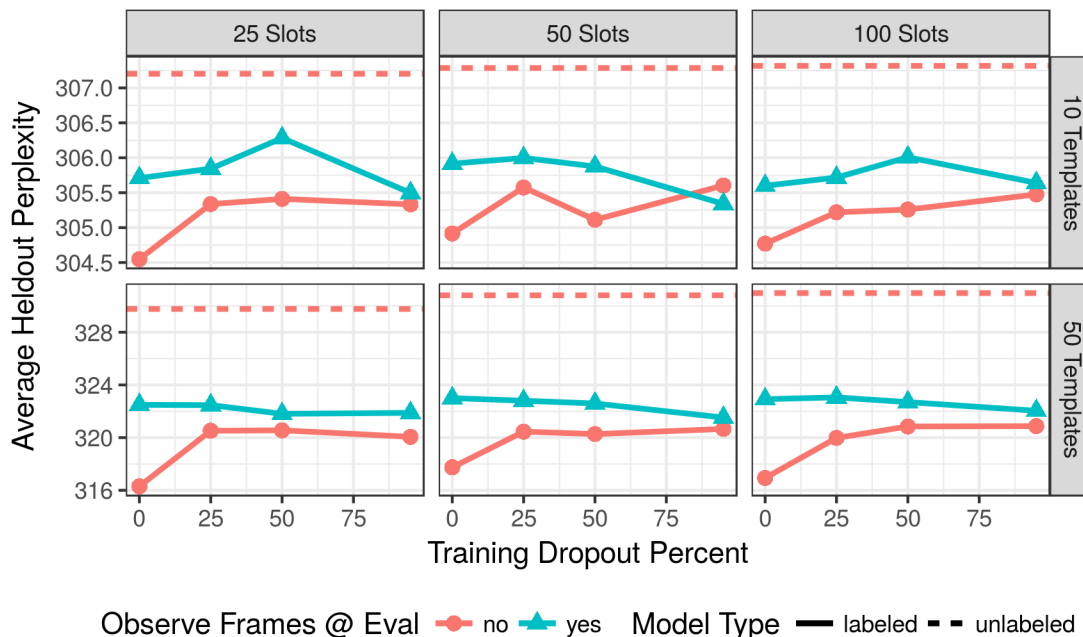 25 Slots 50 Slots 100 Slots
Average Heldout Perplexity
307.0
306.5
306.0
305.5
305.0
304.5
10 Templates
328
324
320
316
50 Templates
0 25 50 75 0 25 50 75 0 25 50 75
Training Dropout Percent
Observe Frames @ Eval no yes Model Type labeled unlabeled